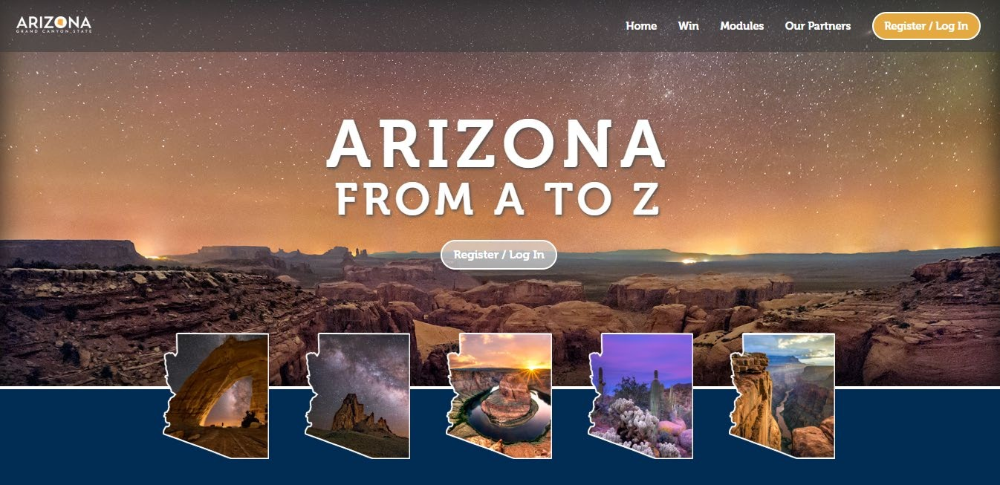 ARIZONA
GRAND CANYON STATE
Home
Win
Modules
Our Partners
Register / Log In
ARIZONA
FROM A TO Z
Register / Log In